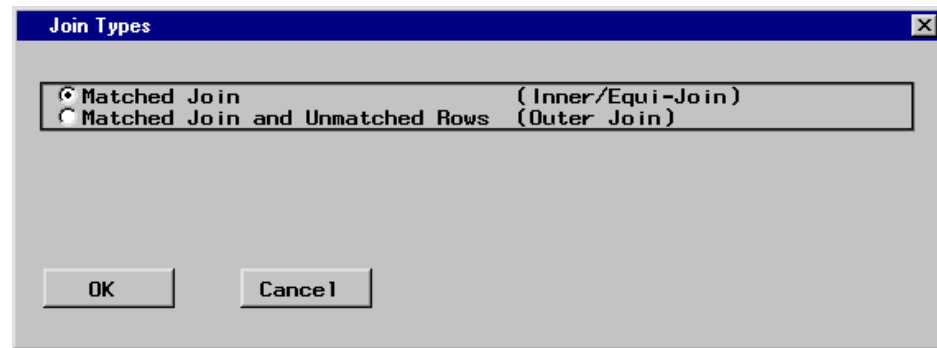 Join Types
Matched Join (Inner/Equi-Join)
Matched Join and Unmatched Rows (Outer Join)
OK Cancel